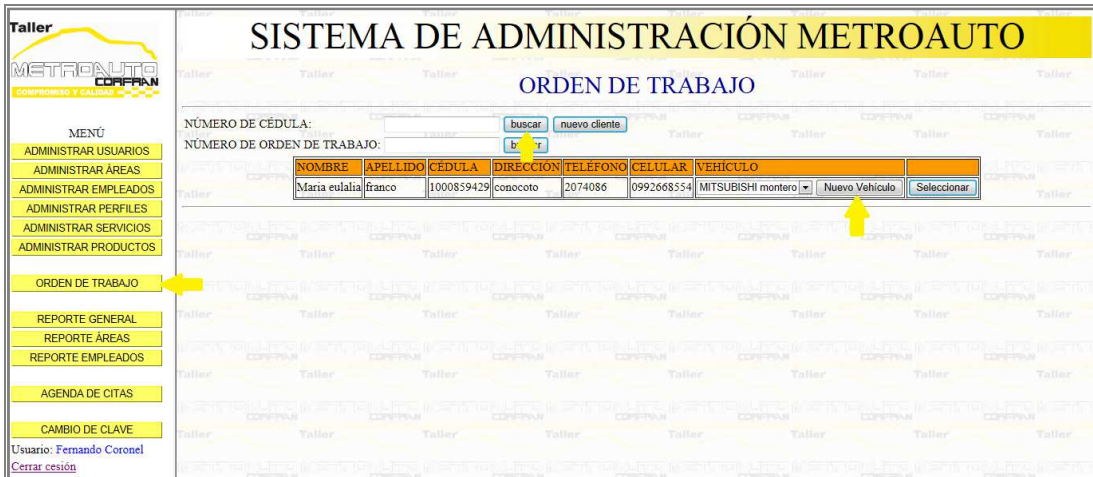 Taller
METROAUTO
CORFRAN
COMPROMISO Y CALIDAD
SISTEMA DE ADMINISTRACIÓN METROAUTO
ORDEN DE TRABAJO
NÚMERO DE CÉDULA: buscar nuevo cliente
NÚMERO DE ORDEN DE TRABAJO:
NOMBRE APELLIDO CÉDULA DIRECCIÓN TELÉFONO CELULAR VEHÍCULO
Maria eulalia franco 1000859429 conocoto 2074086 0992668554 MITSUBISHI montero Nuevo Vehículo Seleccionar
MENÚ
ADMINISTRAR USUARIOS
ADMINISTRAR ÁREAS
ADMINISTRAR EMPLEADOS
ADMINISTRAR PERFILES
ADMINISTRAR SERVICIOS
ADMINISTRAR PRODUCTOS
ORDEN DE TRABAJO
REPORTE GENERAL
REPORTE ÁREAS
REPORTE EMPLEADOS
AGENDA DE CITAS
CAMBIO DE CLAVE
Usuario: Fernando Coronel
Cerrar cesión